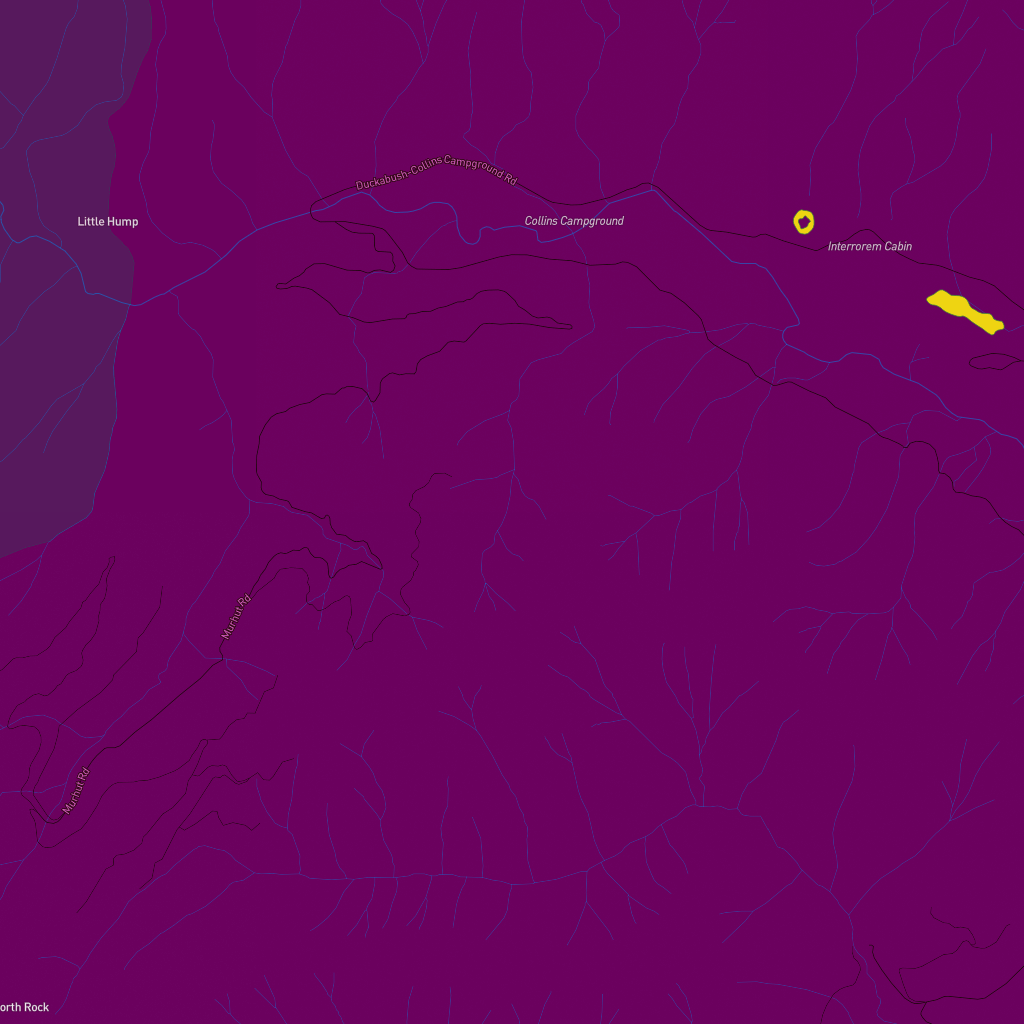 Duckabush-Collins Campground Rd
Little Hump
Collins Campground
Interrorem Cabin
Murhut Rd
Murhut Rd
orth Rock